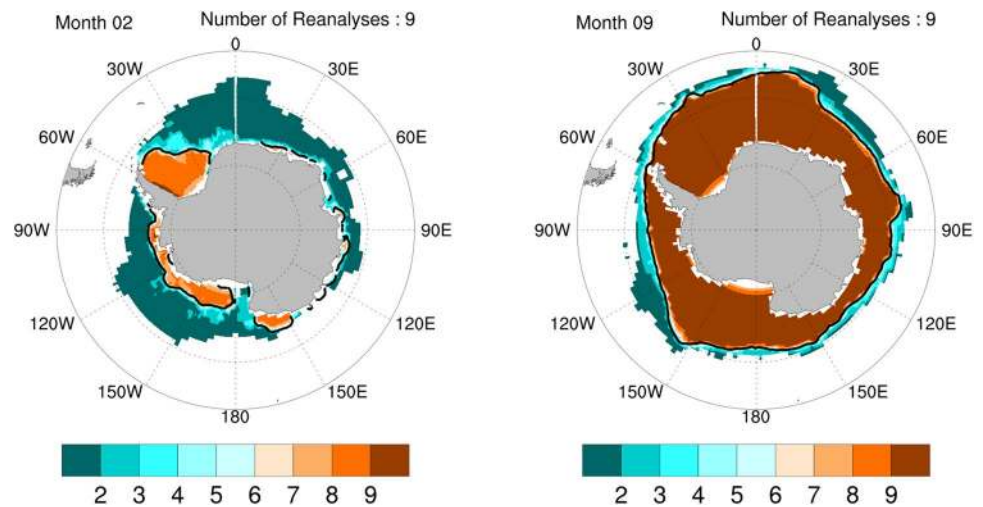 Month 02 Number of Reanalyses : 9
0
30W 30E
60W 60E
90W 90E
120W 120E
150W 150E
180
2 3 4 5 6 7 8 9
Month 09 Number of Reanalyses : 9
0
30W 30E
60W 60E
90W 90E
120W 120E
150W 150E
180
2 3 4 5 6 7 8 9